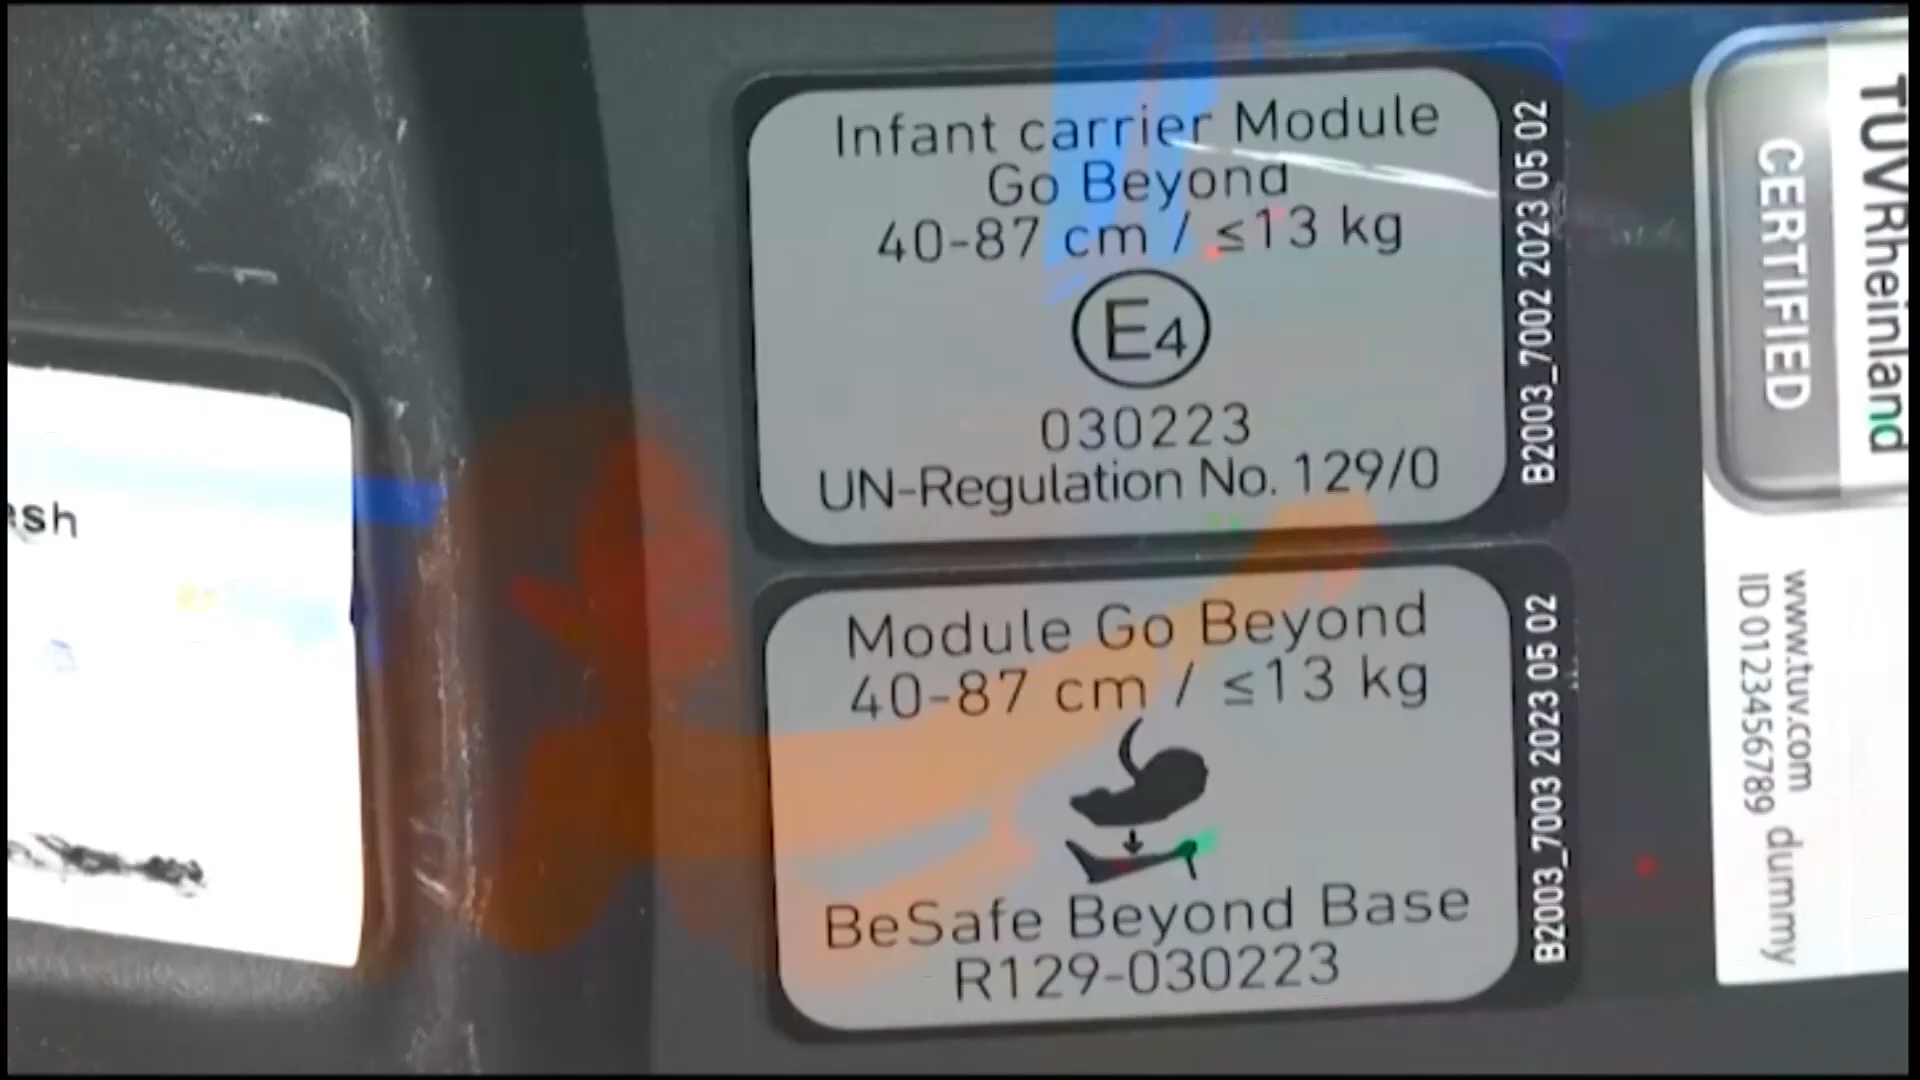 Infant carrier Module
Go Beyond
40-87 cm / ≤13 kg
E4
030223
UN-Regulation No. 129/0
B2003_7002 2023 05 02
Module Go Beyond
40-87 cm / ≤13 kg
BeSafe Beyond Base
R129-030223
B2003_7003 2023 05 02
CERTIFIED
TÜVRheinland
www.tuv.com
ID 0123456789 dummy